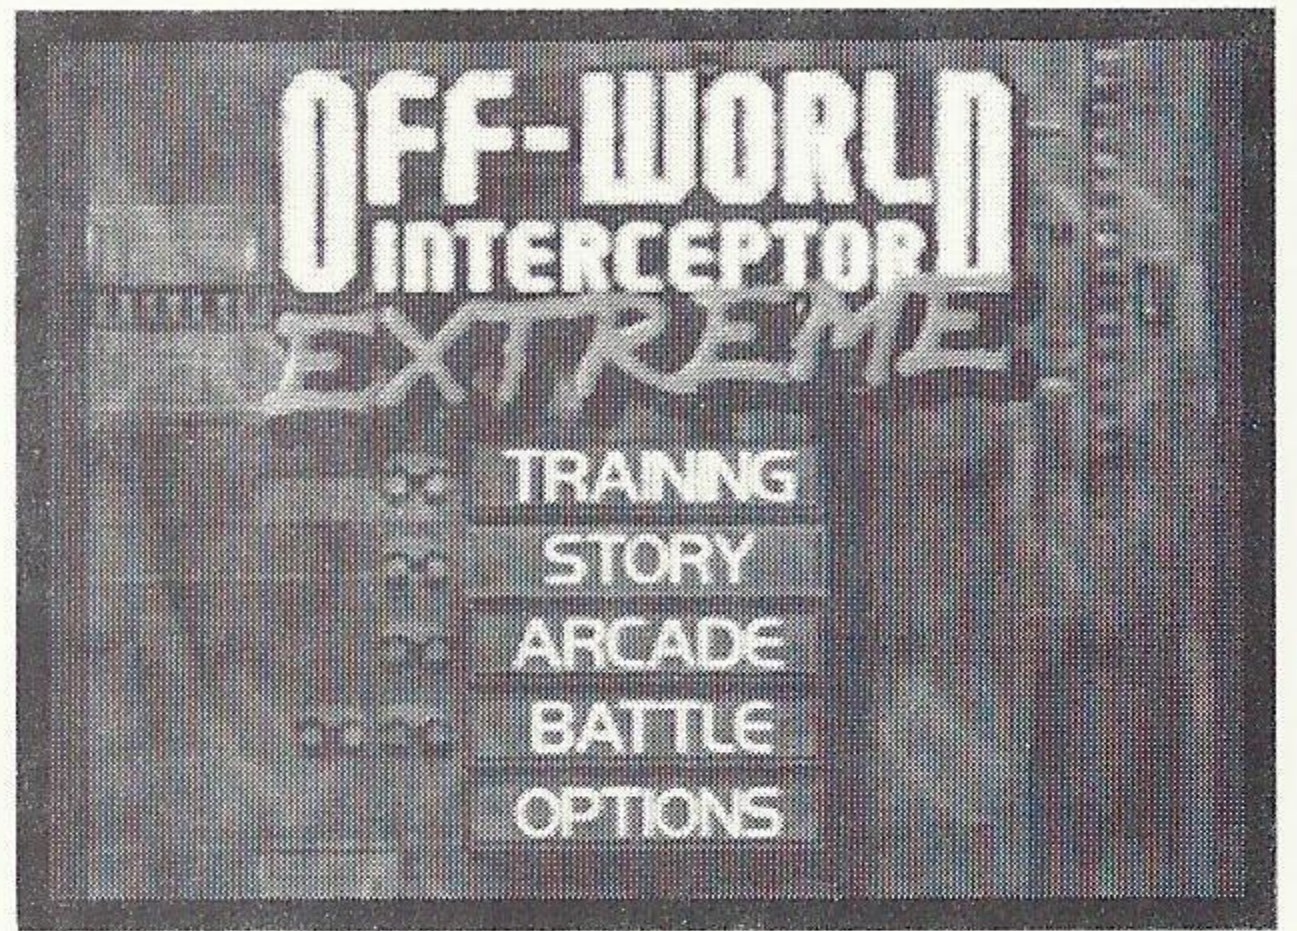 OFF-WORLD
INTERCEPTOR
EXTREME
TRAINING
STORY
ARCADE
BATTLE
OPTIONS